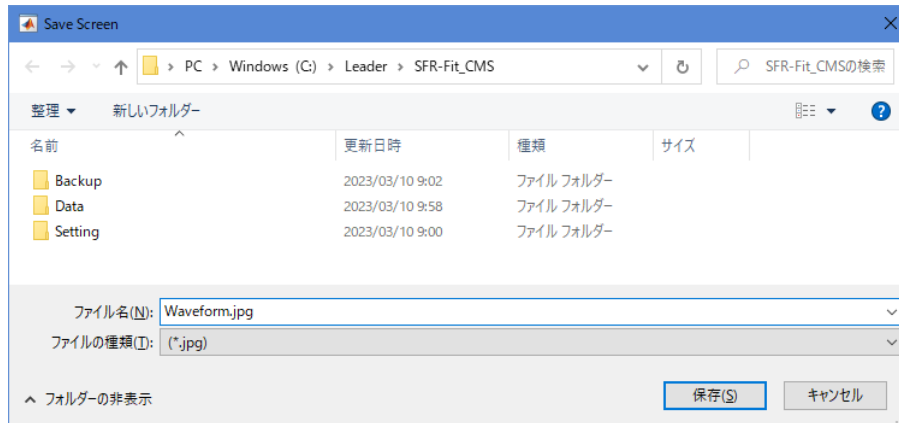 Save Screen
PC › Windows (C:) › Leader › SFR-Fit_CMS
SFR-Fit_CMSの検索
整理 新しいフォルダー
名前 更新日時 種類 サイズ
Backup 2023/03/10 9:02 ファイル フォルダー
Data 2023/03/10 9:58 ファイル フォルダー
Setting 2023/03/10 9:00 ファイル フォルダー
ファイル名(N): Waveform.jpg
ファイルの種類(T): (*.jpg)
フォルダーの非表示 保存(S) キャンセル